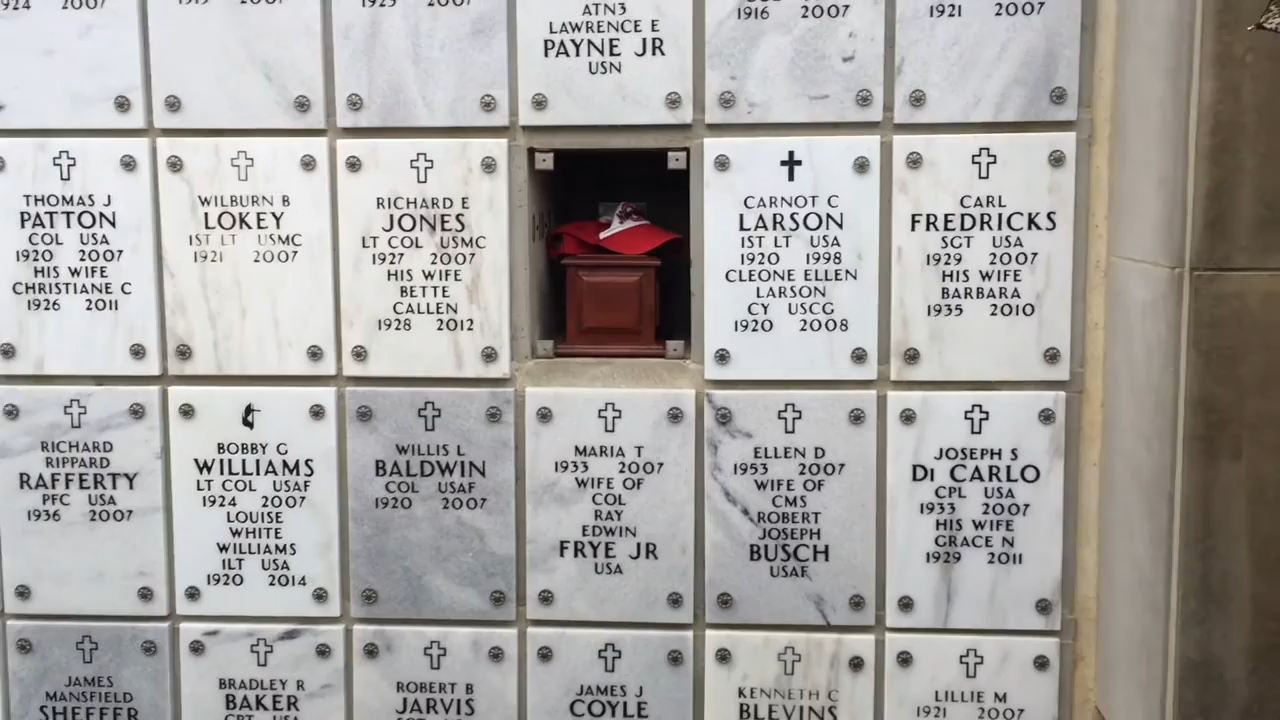 1924 2007
1919 2007
1925 2007
ATN3
LAWRENCE E
PAYNE JR
USN
1916 2007
1921 2007
THOMAS J
PATTON
COL USA
1920 2007
HIS WIFE
CHRISTIANE C
1926 2011
WILBURN B
LOKEY
1ST LT USMC
1921 2007
RICHARD E
JONES
LT COL USMC
1927 2007
HIS WIFE
BETTE
CALLEN
1928 2012
CARNOT C
LARSON
1ST LT USA
1920 1998
CLEONE ELLEN
LARSON
CY USCG
1920 2008
CARL
FREDRICKS
SGT USA
1929 2007
HIS WIFE
BARBARA
1935 2010
RICHARD
RIPPARD
RAFFERTY
PFC USA
1936 2007
BOBBY G
WILLIAMS
LT COL USAF
1924 2007
LOUISE
WHITE
WILLIAMS
1LT USA
1920 2014
WILLIS L
BALDWIN
COL USAF
1920 2007
MARIA T
1933 2007
WIFE OF
COL
RAY
EDWIN
FRYE JR
USA
ELLEN D
1953 2007
WIFE OF
CMS
ROBERT
JOSEPH
BUSCH
USAF
JOSEPH S
DI CARLO
CPL USA
1933 2007
HIS WIFE
GRACE N
1929 2011
JAMES
MANSFIELD
SHEFFER
BRADLEY R
BAKER
ROBERT B
JARVIS
JAMES J
COYLE
KENNETH C
BLEVINS
LILLIE M
1921 2007